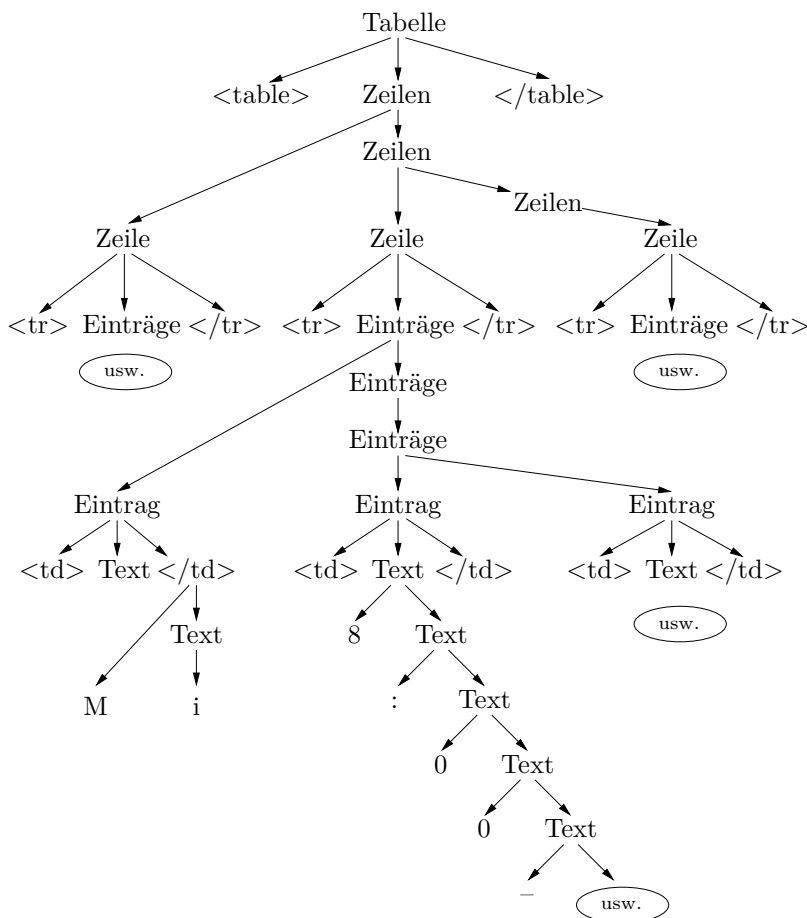 Tabelle
<table> Zeilen </table>
Zeilen
Zeilen
Zeile Zeile Zeile
<tr> Einträge </tr> <tr> Einträge </tr> <tr> Einträge </tr>
usw. usw.
Einträge
Einträge
Eintrag Eintrag Eintrag
<td> Text </td> <td> Text </td> <td> Text </td>
usw.
Text 8 Text
M i : Text
0 Text
0 Text
– usw.